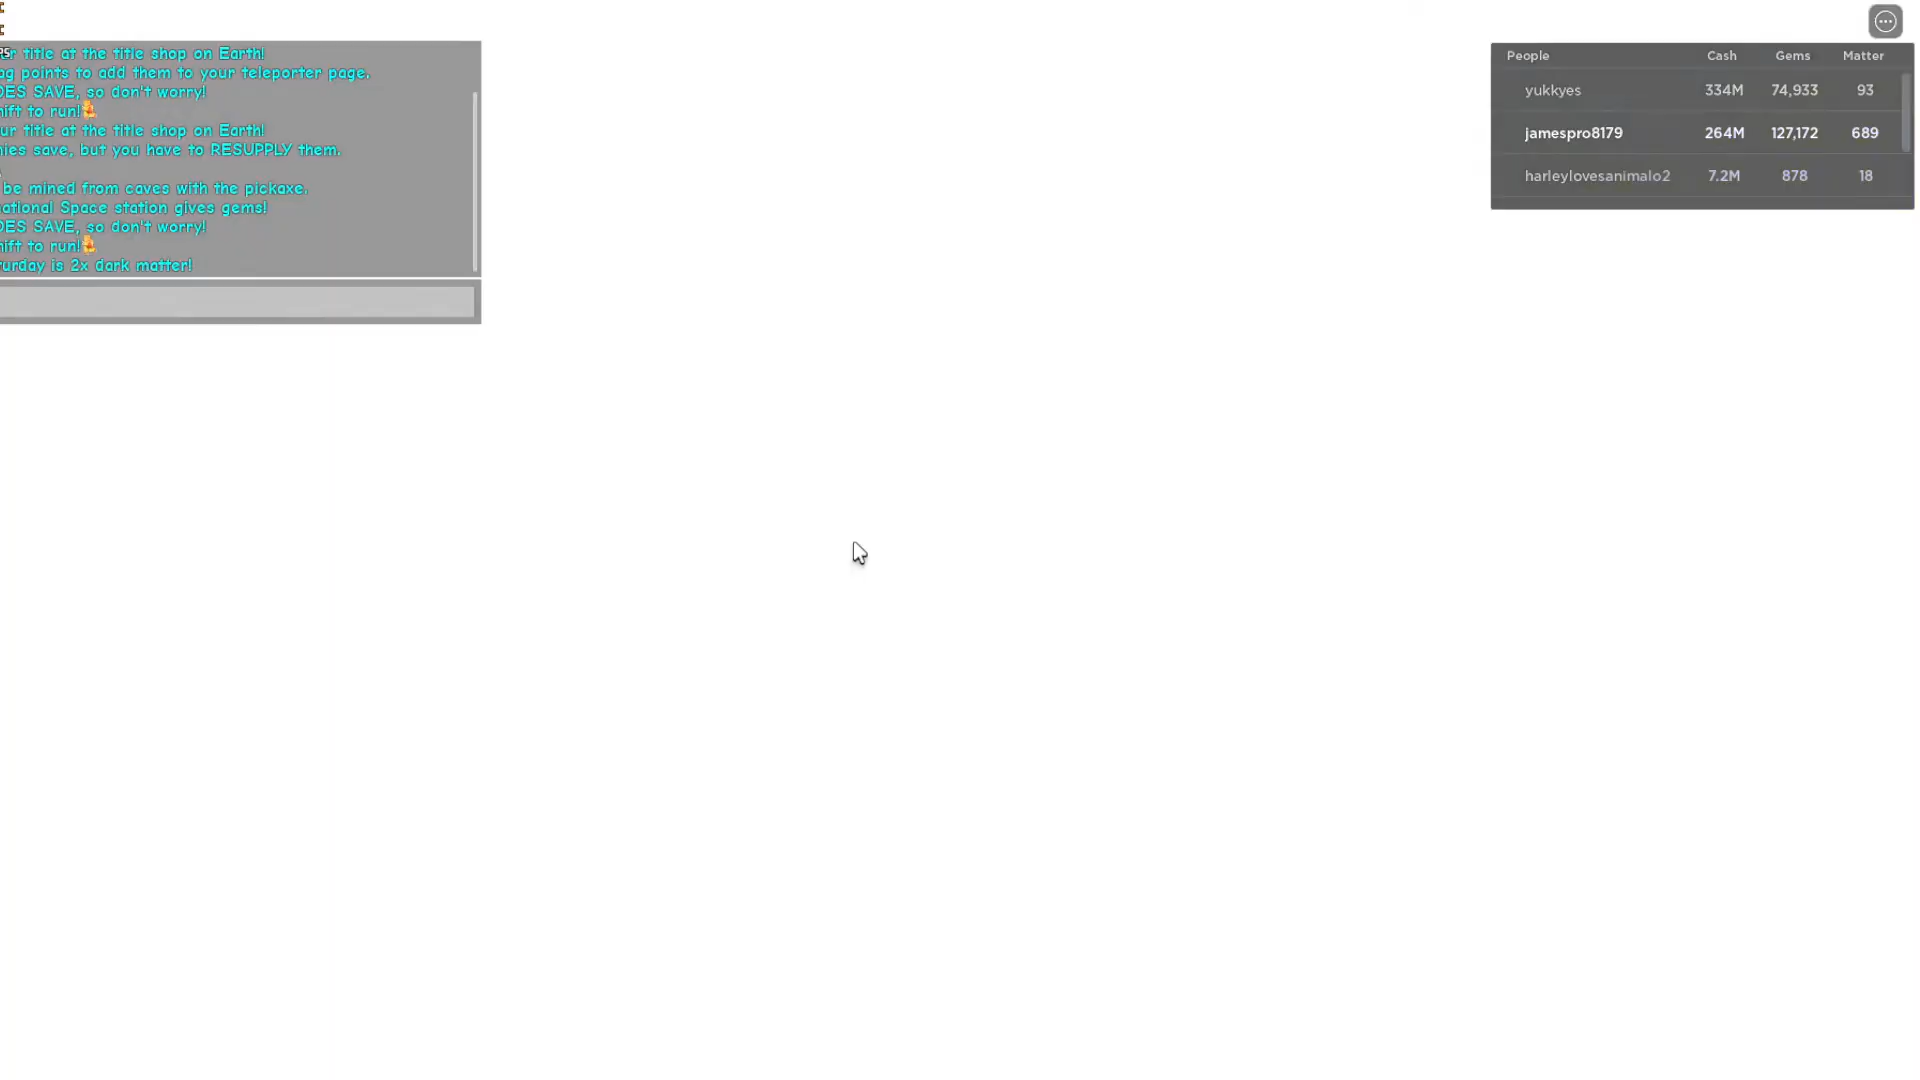 People Cash Gems Matter
yukkyes 334M 74,933 93
jamespro8179 264M 127,172 689
harleylovesanimalo2 7.2M 878 18
title at the title shop on Earth!
points to add them to your teleporter page.
SAVE, so don't worry!
to run!
title at the title shop on Earth!
save, but you have to RESUPPLY them.
be mined from caves with the pickaxe.
Space station gives gems!
SAVE, so don't worry!
to run!
is 2x dark matter!